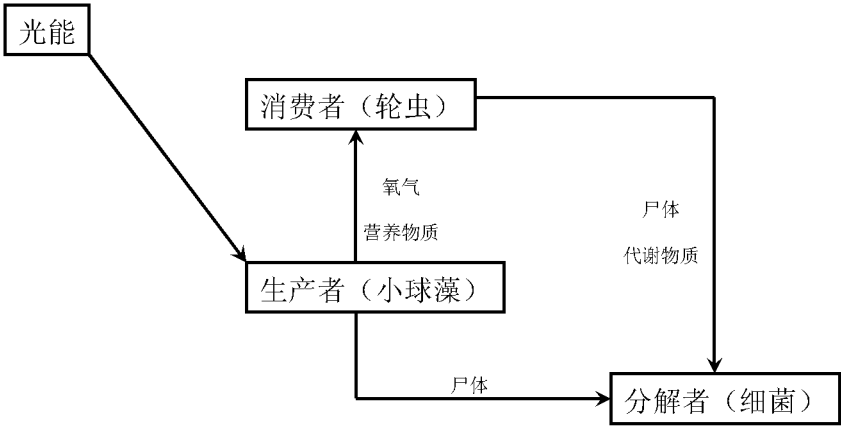 光能
消费者（轮虫）
氧气
营养物质
尸体
代谢物质
生产者（小球藻）
尸体
分解者（细菌）